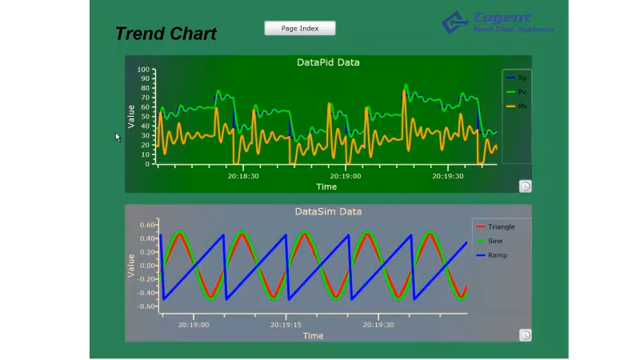 Trend Chart
Page Index
Cogent
Real-Time Systems
DataPid Data
Value
100
90
80
70
60
50
40
30
20
10
0
Sp
Pv
Mv
20:18:30
20:19:00
20:19:30
Time
DataSim Data
Value
0.60
0.40
0.20
0.00
-0.20
-0.40
-0.60
Triangle
Sine
Ramp
20:19:00
20:19:15
20:19:30
Time